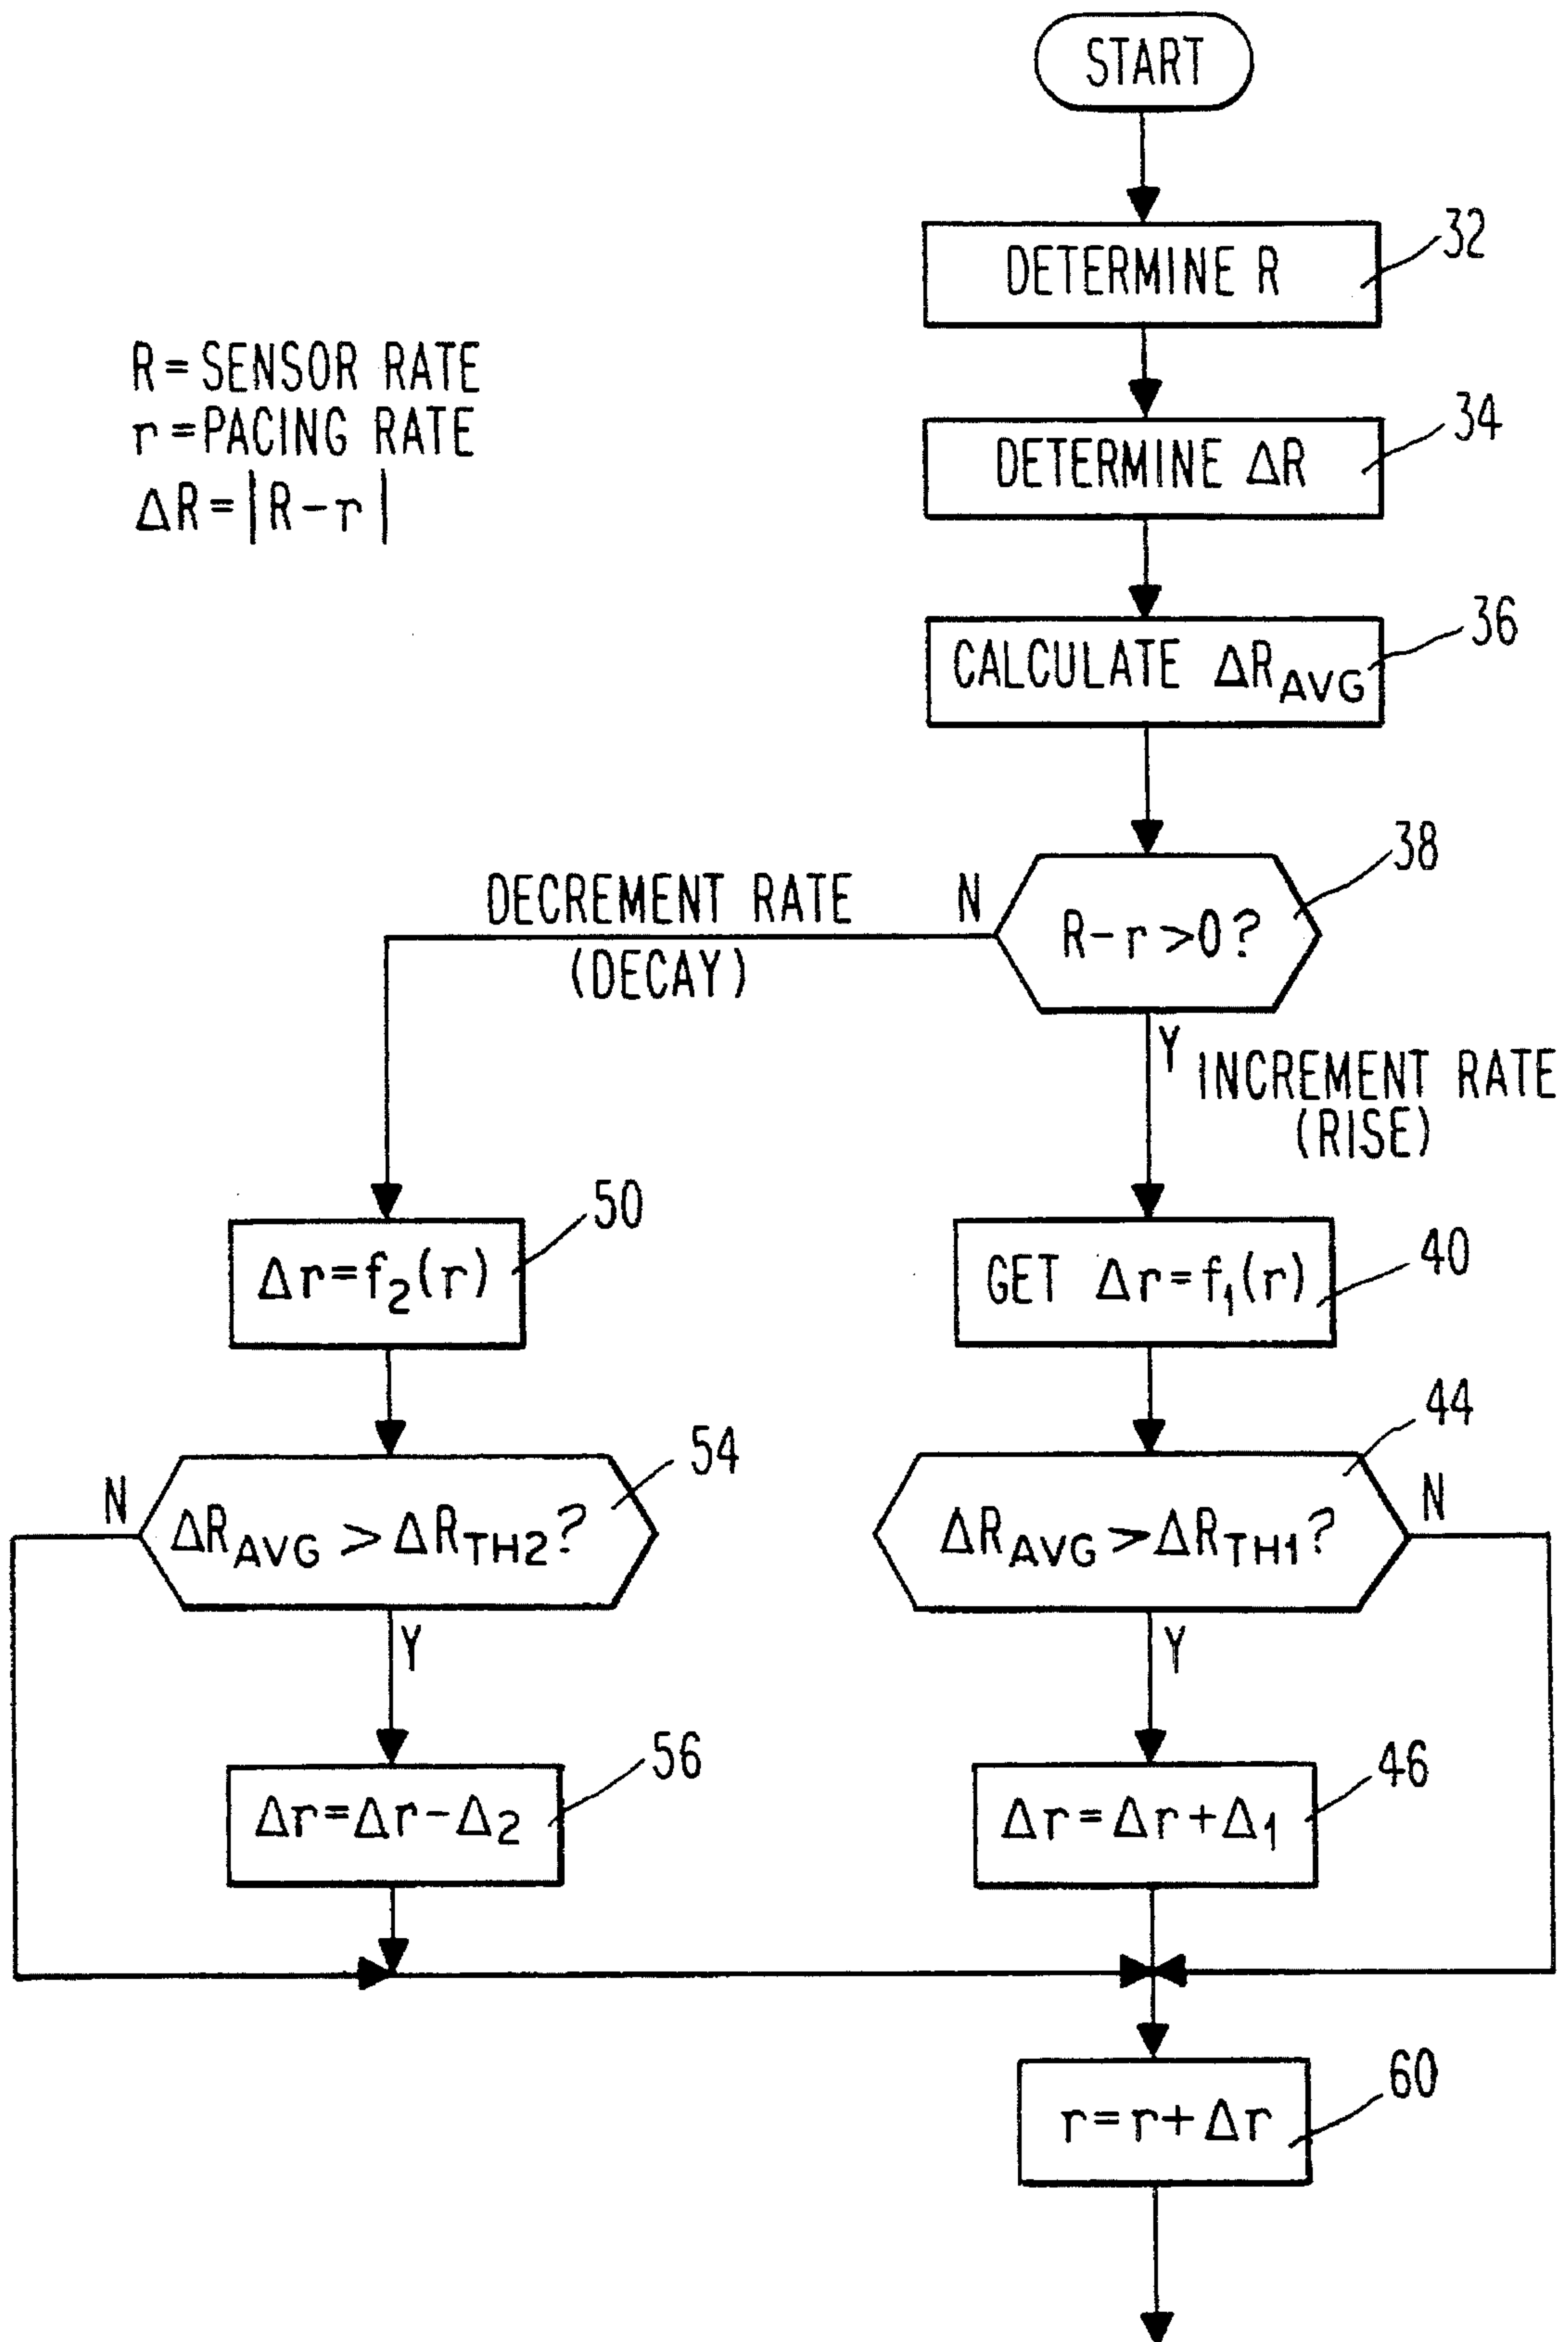 START
DETERMINE R
32
R=SENSOR RATE
r=PACING RATE
ΔR=|R-r|
DETERMINE ΔR
34
CALCULATE ΔR_AVG
36
R-r>0?
38
N
DECREMENT RATE
(DECAY)
Y
INCREMENT RATE
(RISE)
Δr=f₂(r)
50
GET Δr=f₁(r)
40
ΔR_AVG > ΔR_TH2?
54
N
Y
ΔR_AVG > ΔR_TH1?
44
N
Y
Δr=Δr-Δ₂
56
Δr=Δr+Δ₁
46
r=r+Δr
60